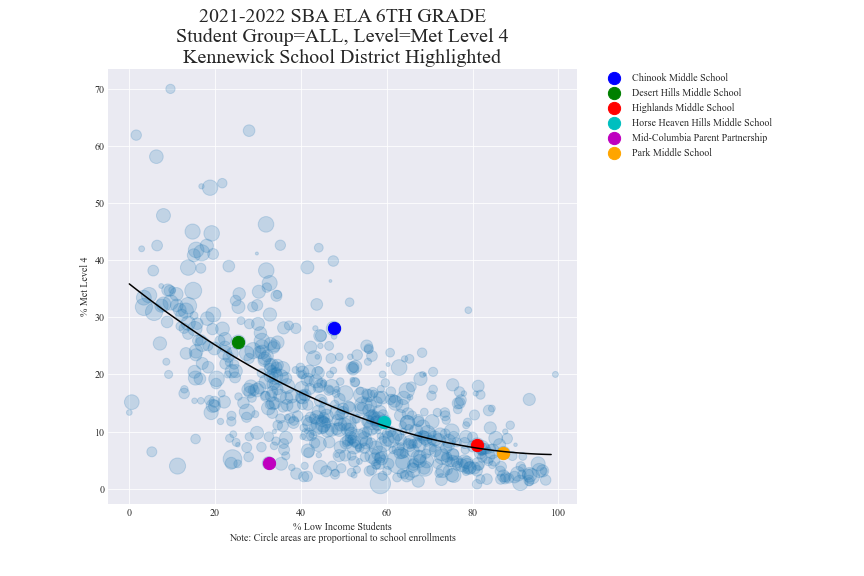 2021-2022 SBA ELA 6TH GRADE
Student Group=ALL, Level=Met Level 4
Kennewick School District Highlighted
Chinook Middle School
Desert Hills Middle School
Highlands Middle School
Horse Heaven Hills Middle School
Mid-Columbia Parent Partnership
Park Middle School
% Met Level 4
70
60
50
40
30
20
10
0
0 20 40 60 80 100
% Low Income Students
Note: Circle areas are proportional to school enrollments